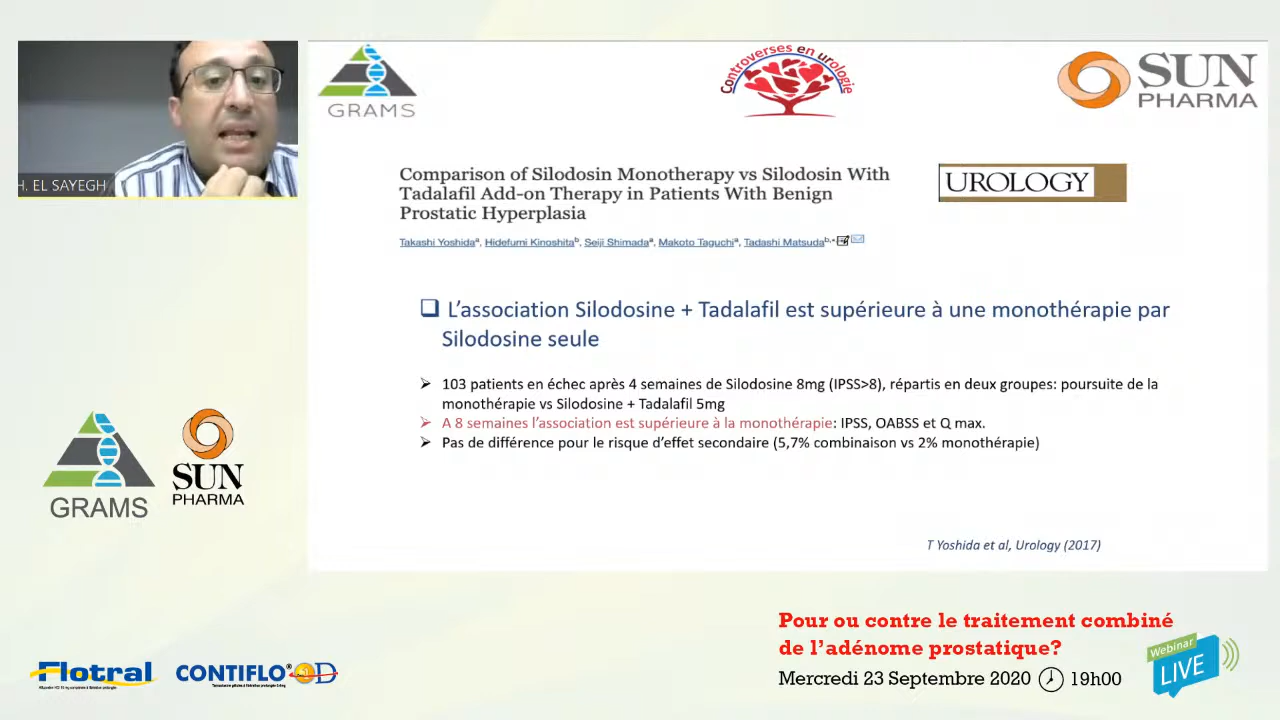 H. EL SAYEGH
GRAMS
Controverses en urologie
SUN
PHARMA
Comparison of Silodosin Monotherapy vs Silodosin With
Tadalafil Add-on Therapy in Patients With Benign
Prostatic Hyperplasia
UROLOGY
Takashi Yoshidaᵃ, Hidefumi Kinoshitaᵇ, Seiji Shimadaᵃ, Makoto Taguchiᵃ, Tadashi Matsudaᵇ,*
❑ L’association Silodosine + Tadalafil est supérieure à une monothérapie par
Silodosine seule
➢ 103 patients en échec après 4 semaines de Silodosine 8mg (IPSS>8), répartis en deux groupes: poursuite de la
monothérapie vs Silodosine + Tadalafil 5mg
➢ A 8 semaines l’association est supérieure à la monothérapie: IPSS, OABSS et Q max.
➢ Pas de différence pour le risque d’effet secondaire (5,7% combinaison vs 2% monothérapie)
T Yoshida et al, Urology (2017)
GRAMS
SUN
PHARMA
Flotral
CONTIFLO® OD
Pour ou contre le traitement combiné
de l’adénome prostatique?
Mercredi 23 Septembre 2020 19h00
Webinar
LIVE